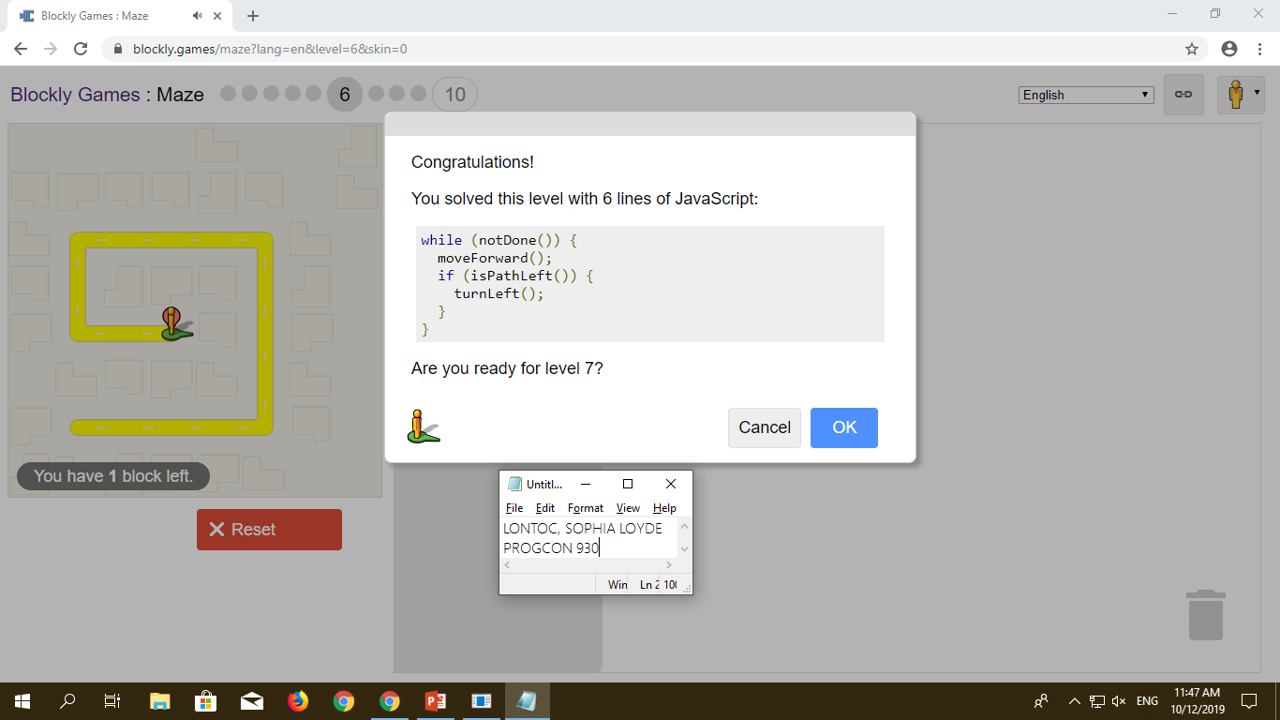 Blockly Games : Maze
blockly.games/maze?lang=en&level=6&skin=0
Blockly Games : Maze
6
10
English
Congratulations!
You solved this level with 6 lines of JavaScript:
while (notDone()) {
  moveForward();
  if (isPathLeft()) {
    turnLeft();
  }
}
Are you ready for level 7?
Cancel
OK
You have 1 block left.
Reset
Untitl...
File Edit Format View Help
LONTOC, SOPHIA LOYDE
PROGCON 930
Win Ln 2 100
ENG
11:47 AM
10/12/2019